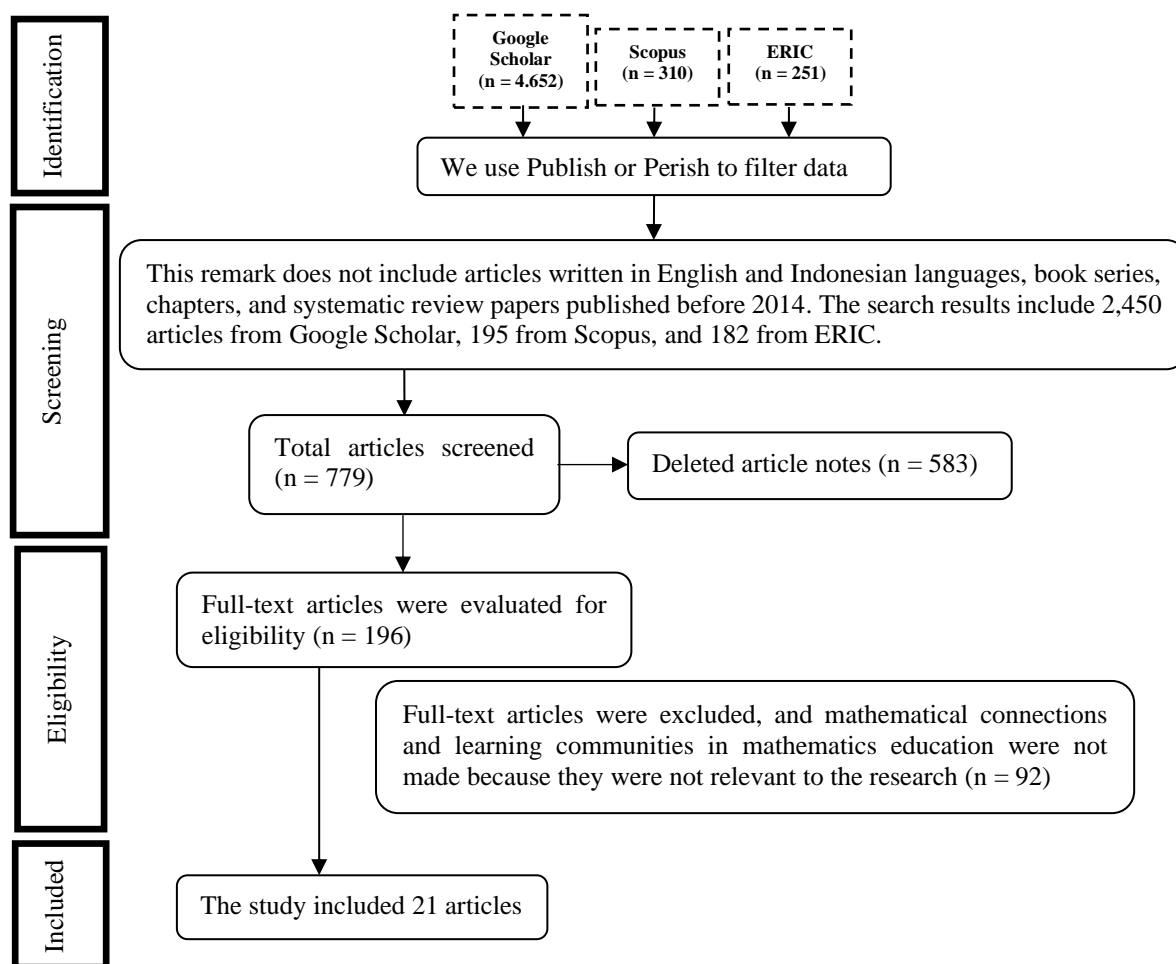 Identification
Google
Scholar
(n = 4.652)
Scopus
(n = 310)
ERIC
(n = 251)
We use Publish or Perish to filter data
Screening
This remark does not include articles written in English and Indonesian languages, book series,
chapters, and systematic review papers published before 2014. The search results include 2,450
articles from Google Scholar, 195 from Scopus, and 182 from ERIC.
Total articles screened
(n = 779)
Deleted article notes (n = 583)
Eligibility
Full-text articles were evaluated for
eligibility (n = 196)
Full-text articles were excluded, and mathematical connections
and learning communities in mathematics education were not
made because they were not relevant to the research (n = 92)
Included
The study included 21 articles